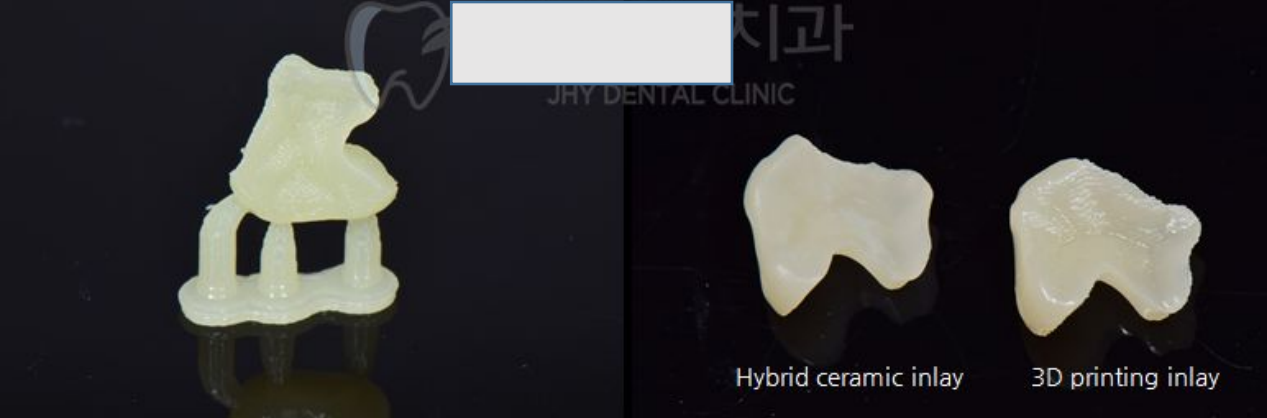 치과
JHY DENTAL CLINIC
Hybrid ceramic inlay
3D printing inlay